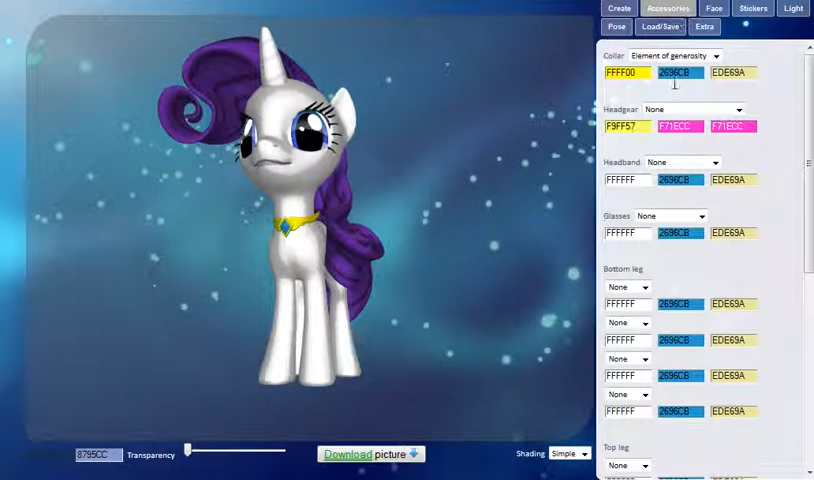 Create Accessories Face Stickers Light
Pose Load/Save Extra
Collar Element of generosity
FFFF00 2696CB EDE69A
Headgear None
F9FF57 F71ECC F71ECC
Headband None
FFFFFF 2696CB EDE69A
Glasses None
FFFFFF 2696CB EDE69A
Bottom leg
None
FFFFFF 2696CB EDE69A
None
FFFFFF 2696CB EDE69A
None
FFFFFF 2696CB EDE69A
None
FFFFFF 2696CB EDE69A
Top leg
None
8795CC Transparency Download picture Shading Simple